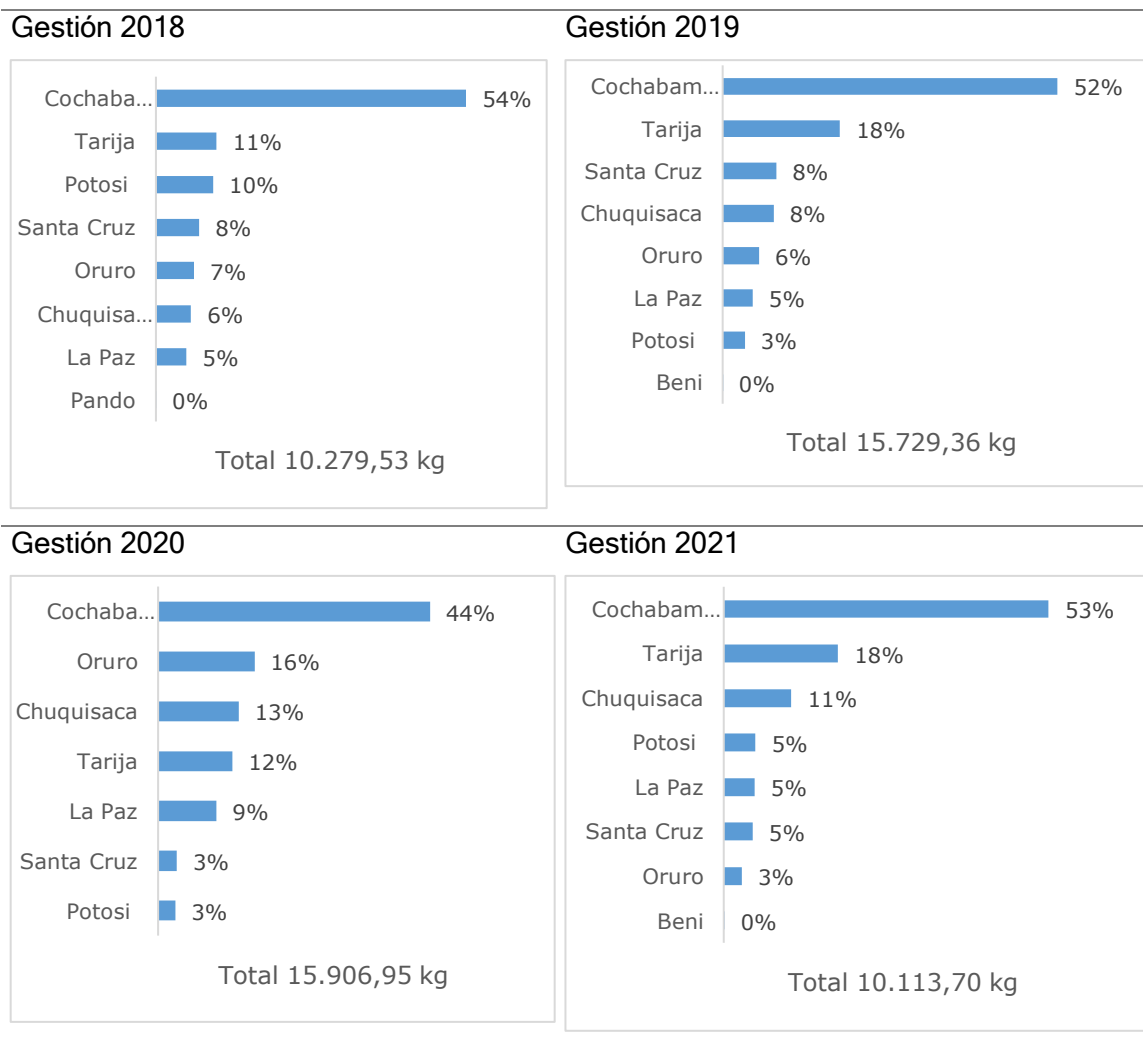 Gestión 2018
Cochaba... 54%
Tarija 11%
Potosi 10%
Santa Cruz 8%
Oruro 7%
Chuquisa... 6%
La Paz 5%
Pando 0%
Total 10.279,53 kg
Gestión 2019
Cochabam... 52%
Tarija 18%
Santa Cruz 8%
Chuquisaca 8%
Oruro 6%
La Paz 5%
Potosi 3%
Beni 0%
Total 15.729,36 kg
Gestión 2020
Cochaba... 44%
Oruro 16%
Chuquisaca 13%
Tarija 12%
La Paz 9%
Santa Cruz 3%
Potosi 3%
Total 15.906,95 kg
Gestión 2021
Cochabam... 53%
Tarija 18%
Chuquisaca 11%
Potosi 5%
La Paz 5%
Santa Cruz 5%
Oruro 3%
Beni 0%
Total 10.113,70 kg